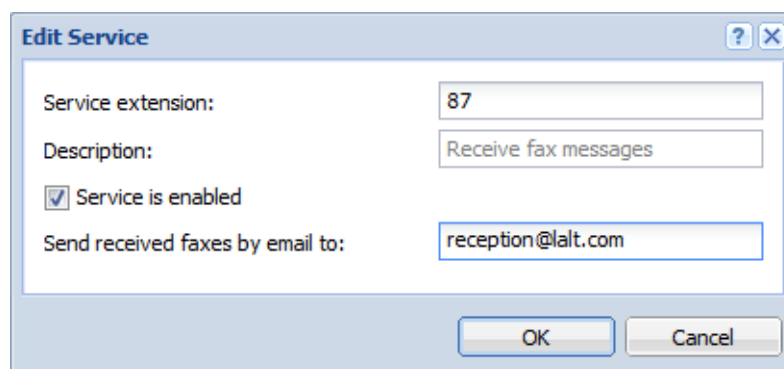 Edit Service
?
Service extension: 87
Description: Receive fax messages
Service is enabled
Send received faxes by email to: reception@lalt.com
OK Cancel